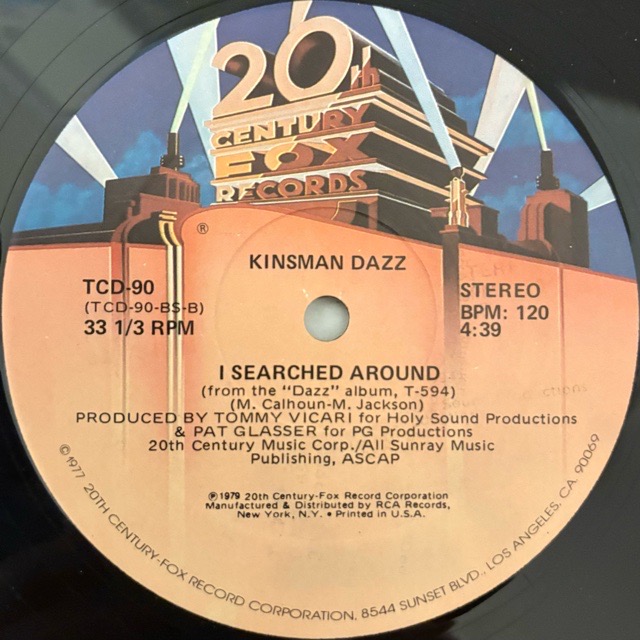 20th
CENTURY
FOX
RECORDS
®
KINSMAN DAZZ
TCD-90
(TCD-90-BS-B)
33 1/3 RPM
STEREO
BPM: 120
4:39
I SEARCHED AROUND
(from the "Dazz" album, T-594)
(M. Calhoun-M. Jackson)
PRODUCED BY TOMMY VICARI for Holy Sound Productions
& PAT GLASSER for PG Productions
20th Century Music Corp./All Sunray Music
Publishing, ASCAP
℗1979 20th Century-Fox Record Corporation
Manufactured & Distributed by RCA Records,
New York, N.Y. • Printed in U.S.A.
©1977 20TH CENTURY-FOX RECORD CORPORATION, 8544 SUNSET BLVD., LOS ANGELES, CA. 90069